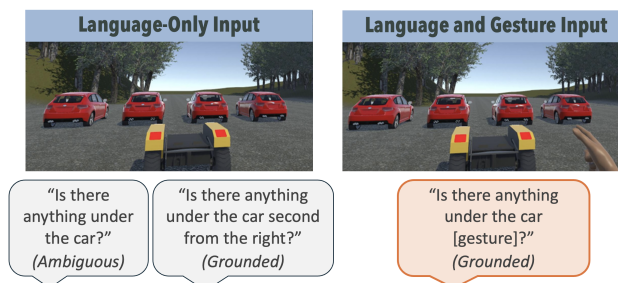 Language-Only Input
Language and Gesture Input
“Is there
anything under
the car?”
(Ambiguous)
“Is there anything
under the car second
from the right?”
(Grounded)
“Is there anything
under the car
[gesture]?”
(Grounded)